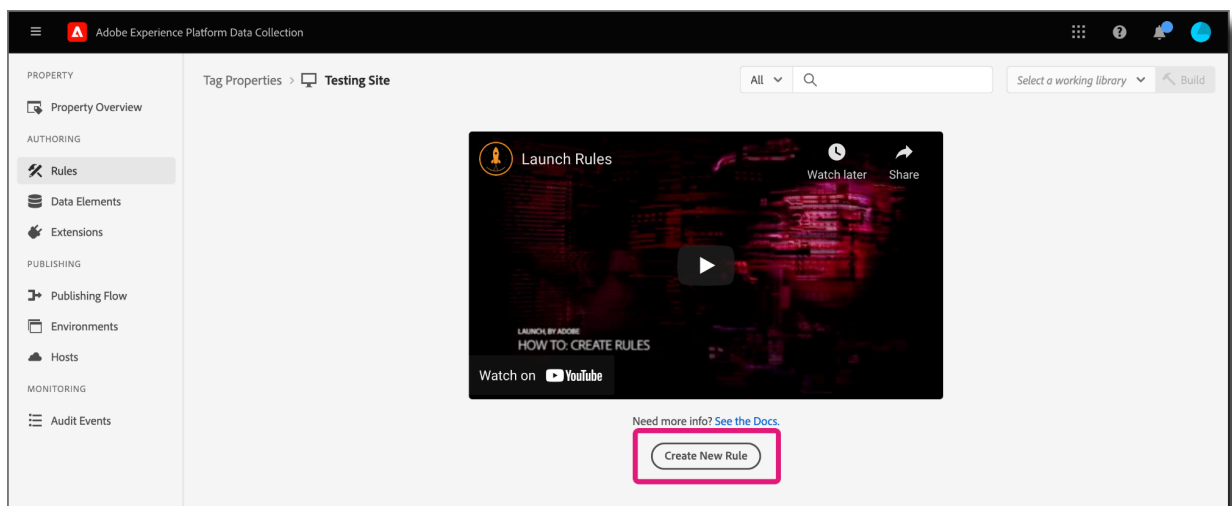 Adobe Experience Platform Data Collection
PROPERTY
Property Overview
AUTHORING
Rules
Data Elements
Extensions
PUBLISHING
Publishing Flow
Environments
Hosts
MONITORING
Audit Events
Tag Properties > Testing Site
All
Select a working library
Build
Launch Rules
Watch later
Share
LAUNCH, BY ADOBE
HOW TO: CREATE RULES
Watch on YouTube
Need more info? See the Docs.
Create New Rule